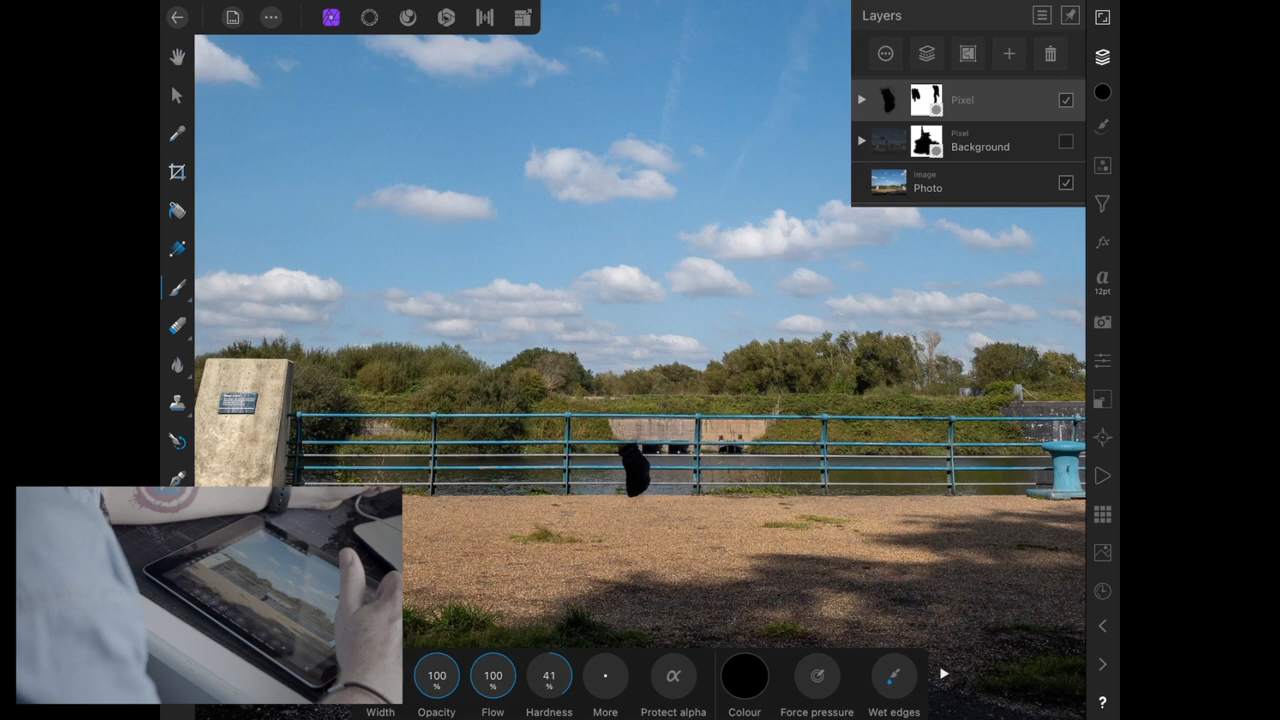 Layers
Pixel
Pixel
Background
Image
Photo
a
12pt
fx
100
%
100
%
41
%
α
Width
Opacity
Flow
Hardness
More
Protect alpha
Colour
Force pressure
Wet edges
?